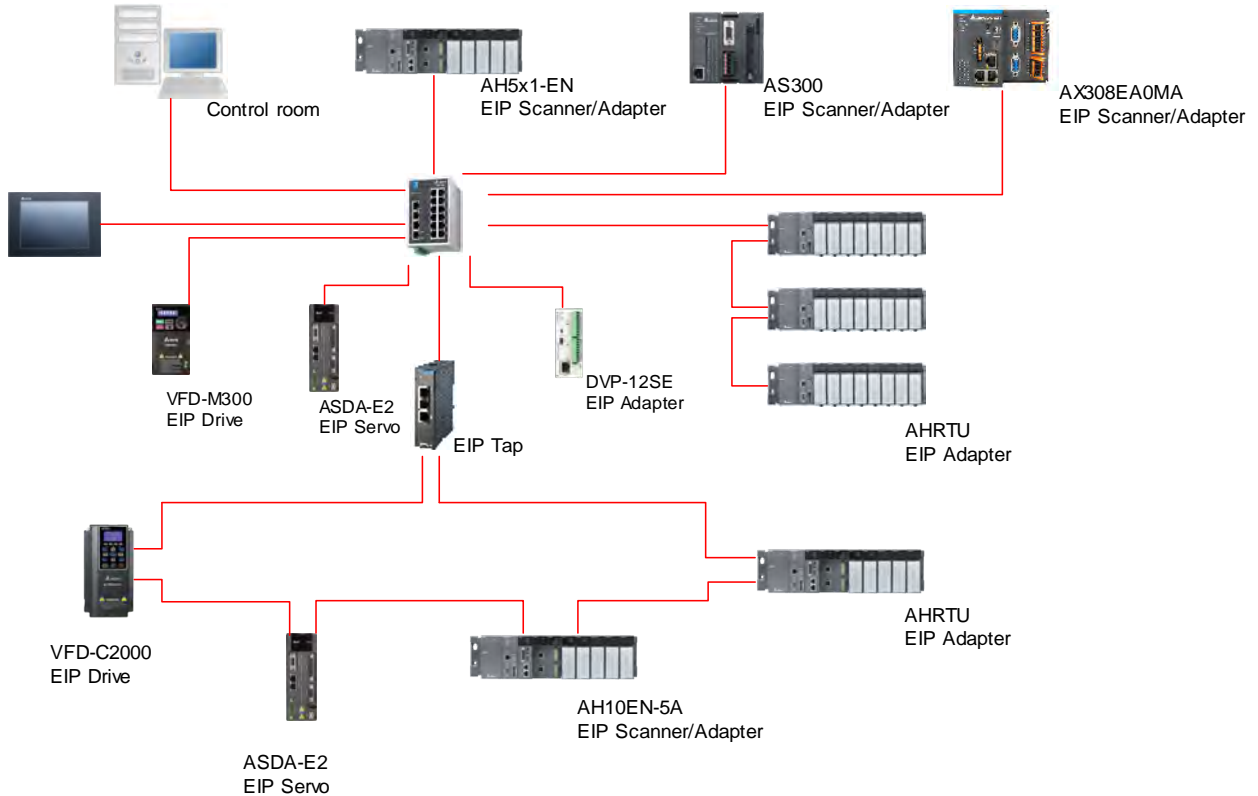 Control room
AH5x1-EN
EIP Scanner/Adapter
AS300
EIP Scanner/Adapter
AX308EA0MA
EIP Scanner/Adapter
VFD-M300
EIP Drive
ASDA-E2
EIP Servo
EIP Tap
DVP-12SE
EIP Adapter
AHRTU
EIP Adapter
VFD-C2000
EIP Drive
ASDA-E2
EIP Servo
AH10EN-5A
EIP Scanner/Adapter
AHRTU
EIP Adapter